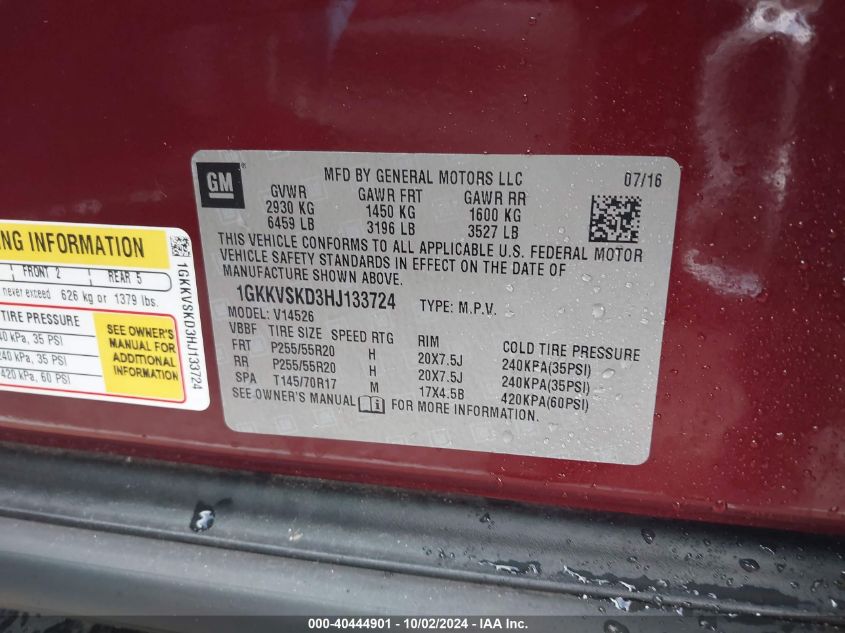 GM
MFD BY GENERAL MOTORS LLC 07/16
GVWR GAWR FRT GAWR RR
2930 KG 1450 KG 1600 KG
6459 LB 3196 LB 3527 LB
THIS VEHICLE CONFORMS TO ALL APPLICABLE U.S. FEDERAL MOTOR
VEHICLE SAFETY STANDARDS IN EFFECT ON THE DATE OF
MANUFACTURE SHOWN ABOVE.
1GKKVSKD3HJ133724 TYPE: M.P.V.
MODEL: V14526
VBBF TIRE SIZE SPEED RTG RIM COLD TIRE PRESSURE
FRT P255/55R20 H 20X7.5J 240KPA(35PSI)
RR P255/55R20 H 20X7.5J 240KPA(35PSI)
SPA T145/70R17 M 17X4.5B 420KPA(60PSI)
SEE OWNER'S MANUAL FOR MORE INFORMATION.
NG INFORMATION
FRONT 2 REAR 5
never exceed 626 kg or 1379 lbs.
TIRE PRESSURE
40 kPA, 35 PSI
240 kPA, 35 PSI
420 kPA, 60 PSI
SEE OWNER'S
MANUAL FOR
ADDITIONAL
INFORMATION
1GKKVSKD3HJ133724
000-40444901 - 10/02/2024 - IAA Inc.